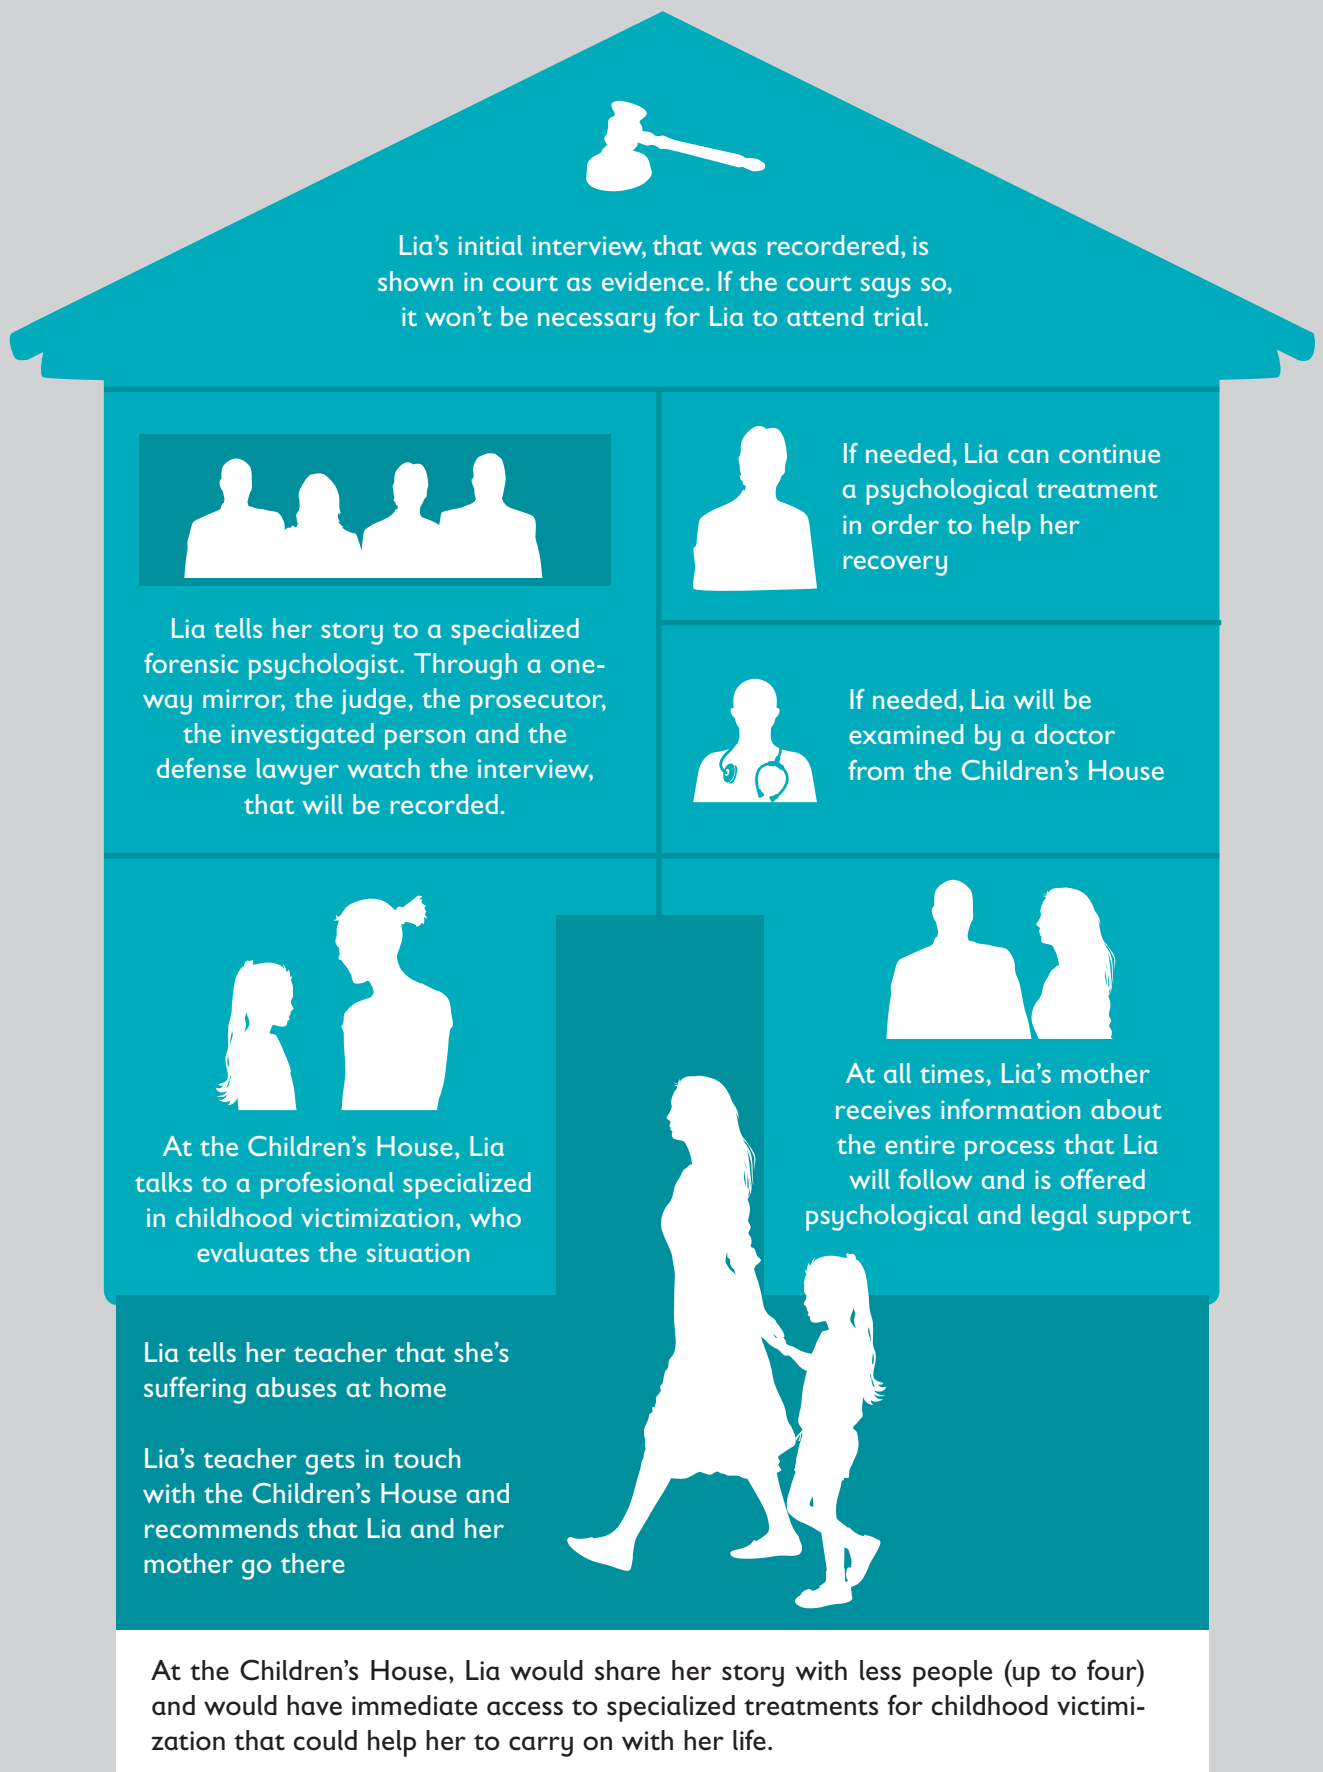 Lia's initial interview, that was recordered, is
shown in court as evidence. If the court says so,
it won't be necessary for Lia to attend trial.
Lia tells her story to a specialized
forensic psychologist. Through a one-
way mirror, the judge, the prosecutor,
the investigated person and the
defense lawyer watch the interview,
that will be recorded.
If needed, Lia can continue
a psychological treatment
in order to help her
recovery
If needed, Lia will be
examined by a doctor
from the Children's House
At the Children's House, Lia
talks to a profesional specialized
in childhood victimization, who
evaluates the situation
At all times, Lia's mother
receives information about
the entire process that Lia
will follow and is offered
psychological and legal support
Lia tells her teacher that she's
suffering abuses at home
Lia's teacher gets in touch
with the Children's House and
recommends that Lia and her
mother go there
At the Children's House, Lia would share her story with less people (up to four)
and would have immediate access to specialized treatments for childhood victimi-
zation that could help her to carry on with her life.